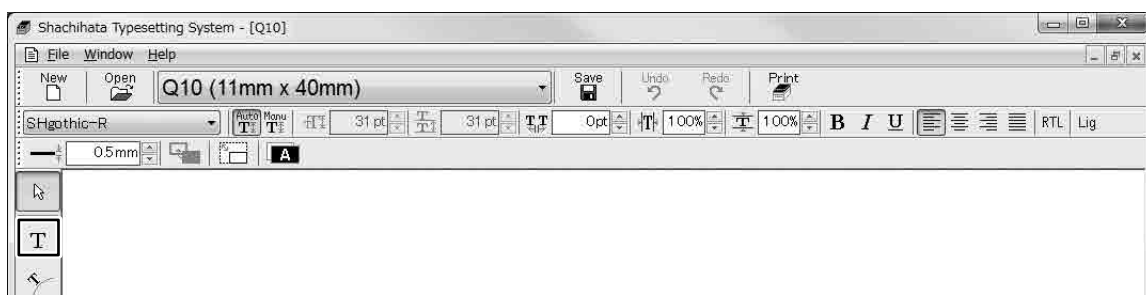 Shachihata Typesetting System - [Q10]
File Window Help
New Open Q10 (11mm x 40mm) Save Undo Redo Print
SHgothic-R Auto Manu 31 pt 31 pt 0pt 100% 100% B I U RTL Lig
0.5mm A
T
T